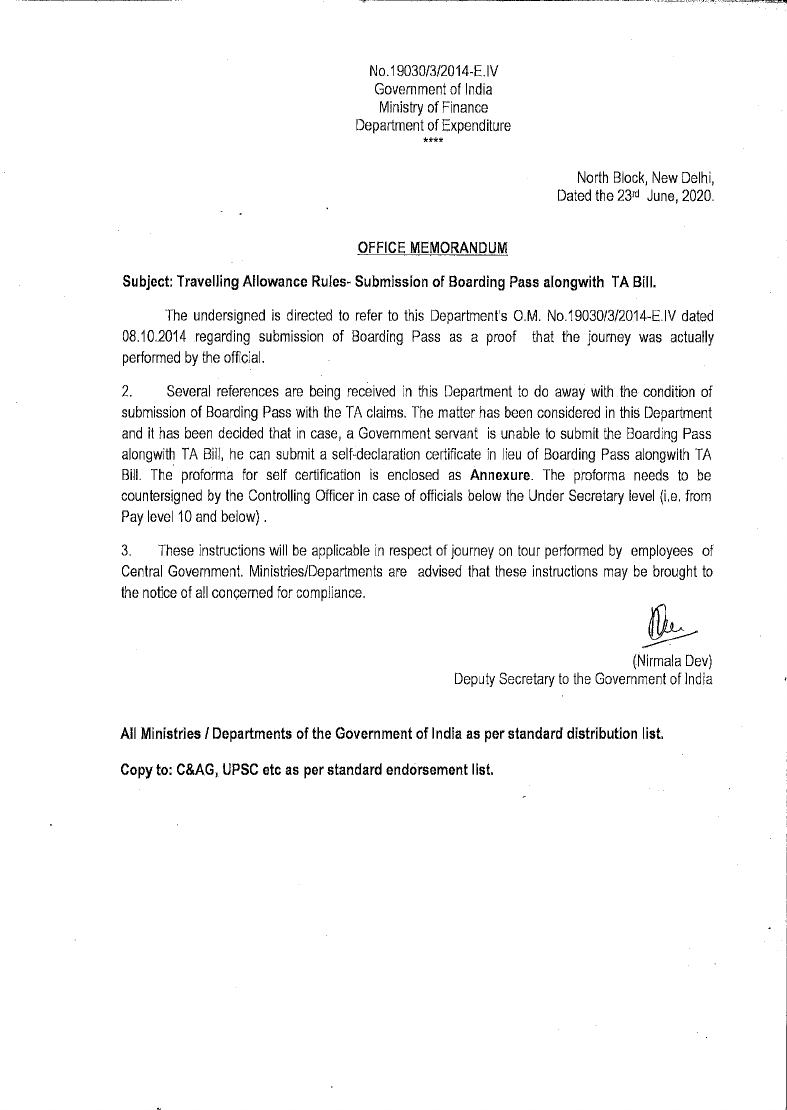 No.19030/3/2014-E.IV
Government of India
Ministry of Finance
Department of Expenditure
****
North Block, New Delhi,
Dated the 23rd June, 2020.
OFFICE MEMORANDUM
Subject: Travelling Allowance Rules- Submission of Boarding Pass alongwith TA Bill.
The undersigned is directed to refer to this Department's O.M. No.19030/3/2014-E.IV dated
08.10.2014 regarding submission of Boarding Pass as a proof that the journey was actually
performed by the official.
2. Several references are being received in this Department to do away with the condition of
submission of Boarding Pass with the TA claims. The matter has been considered in this Department
and it has been decided that in case, a Government servant is unable to submit the Boarding Pass
alongwith TA Bill, he can submit a self-declaration certificate in lieu of Boarding Pass alongwith TA
Bill. The proforma for self certification is enclosed as Annexure. The proforma needs to be
countersigned by the Controlling Officer in case of officials below the Under Secretary level (i.e. from
Pay level 10 and below) .
3. These instructions will be applicable in respect of journey on tour performed by employees of
Central Government. Ministries/Departments are advised that these instructions may be brought to
the notice of all concerned for compliance.
(Nirmala Dev)
Deputy Secretary to the Government of India
All Ministries / Departments of the Government of India as per standard distribution list.
Copy to: C&AG, UPSC etc as per standard endorsement list.